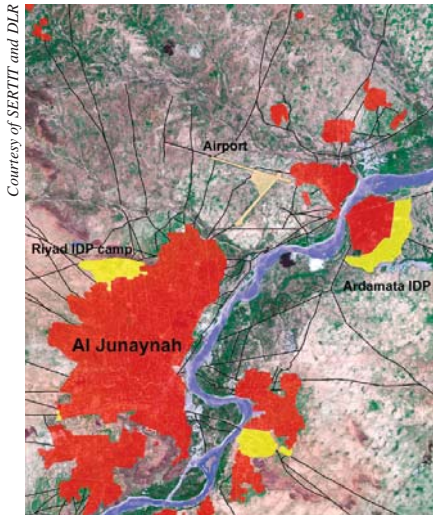 Courtesy of SERTIT and DLR
Airport
Riyad IDP camp
Ardamata IDP
Al Junaynah